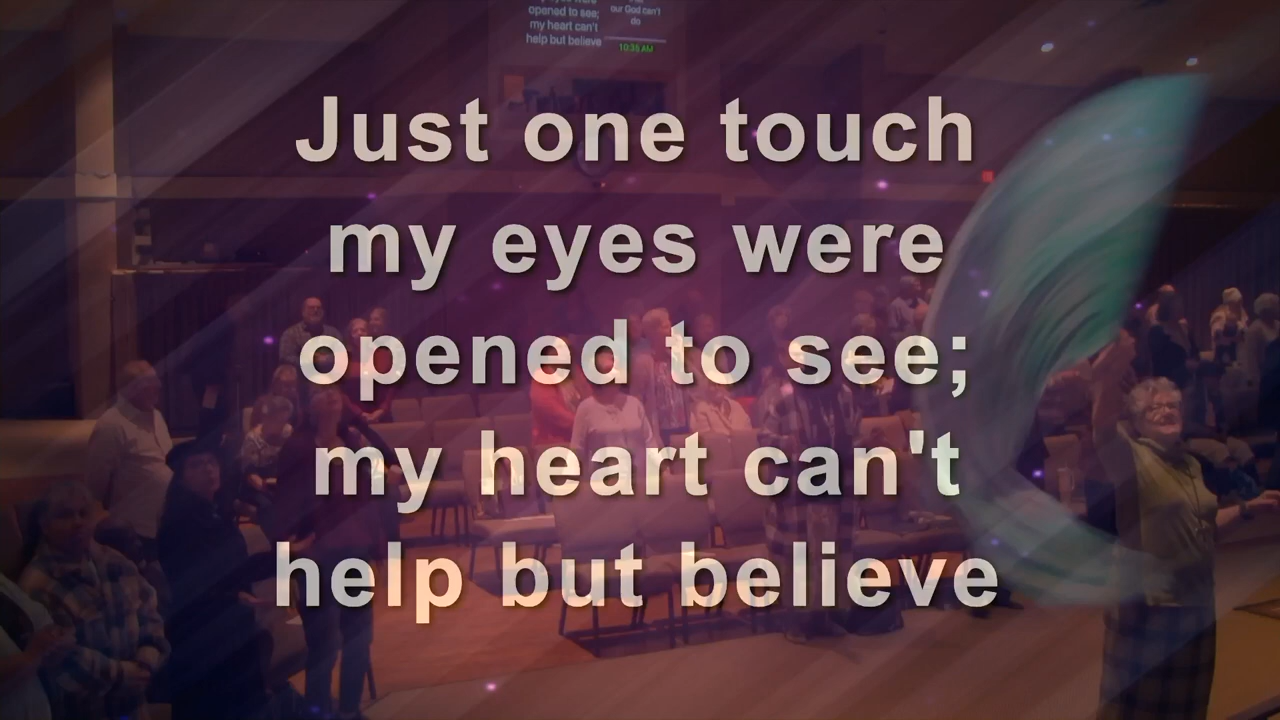 opened to see;
my heart can't
help but believe
our God can't
do
10:36 AM
Just one touch
my eyes were
opened to see;
my heart can't
help but believe